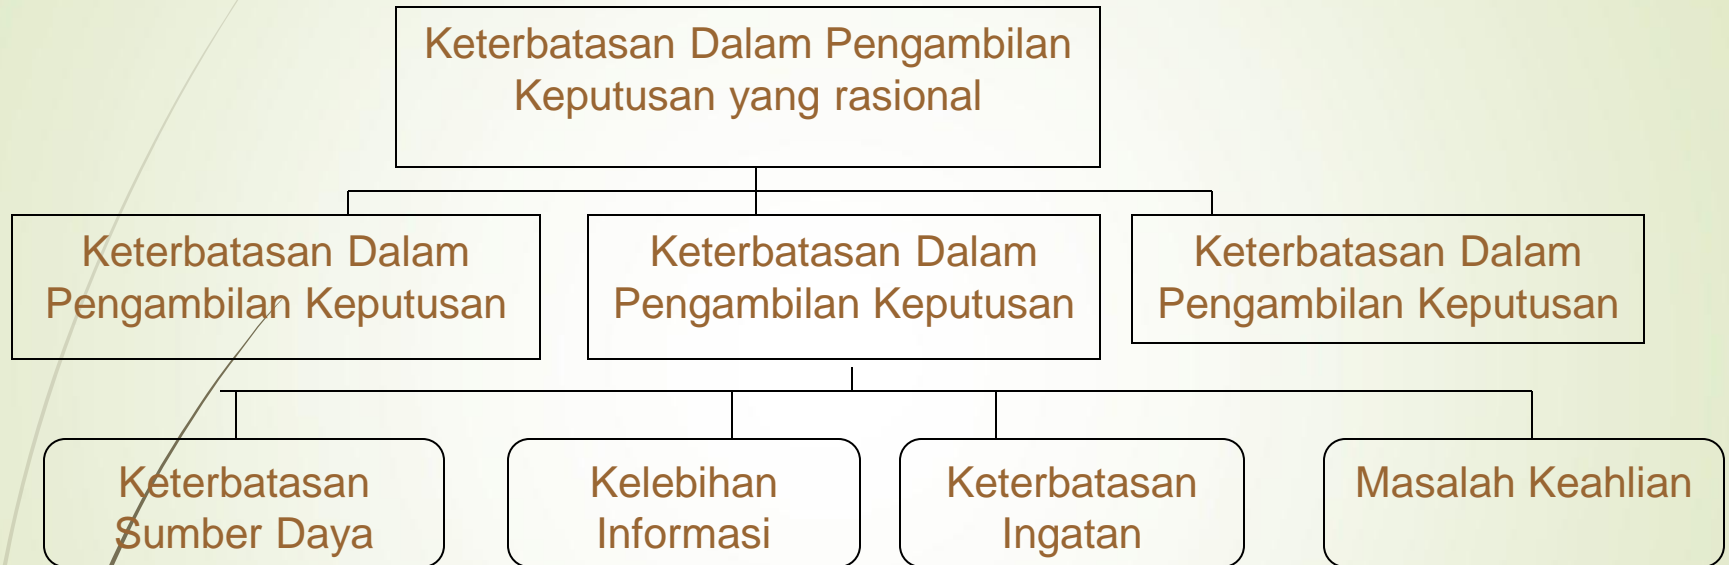 Keterbatasan Dalam Pengambilan
Keputusan yang rasional
Keterbatasan Dalam
Pengambilan Keputusan
Keterbatasan Dalam
Pengambilan Keputusan
Keterbatasan Dalam
Pengambilan Keputusan
Keterbatasan
Sumber Daya
Kelebihan
Informasi
Keterbatasan
Ingatan
Masalah Keahlian